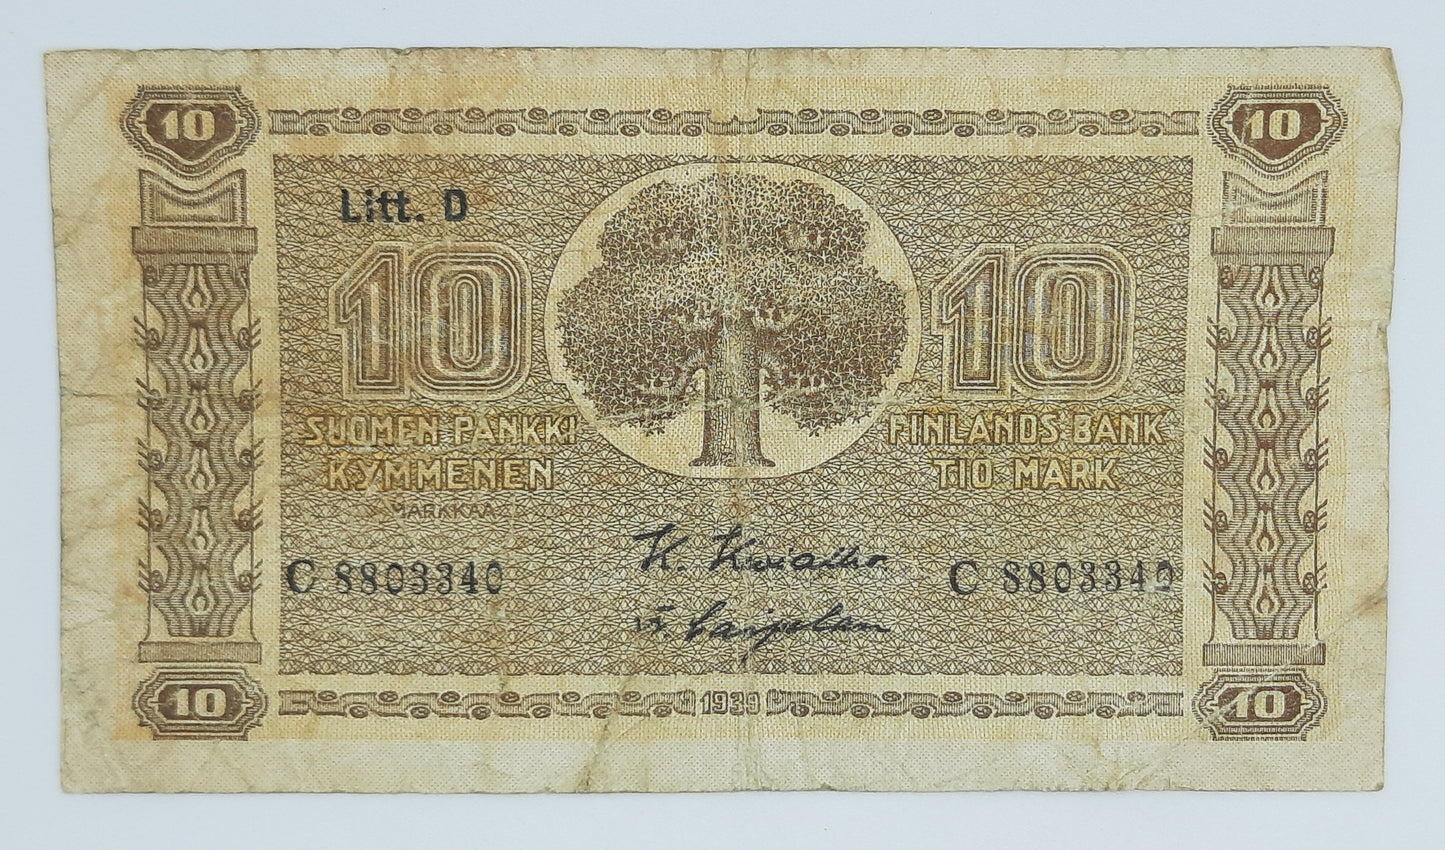 10 10
Litt. D
10 10
SUOMEN PANKKI FINLANDS BANK
KYMMENEN TIO MARK
MARKKAA
C 8803340 C 8803340
K.
10 1939 10